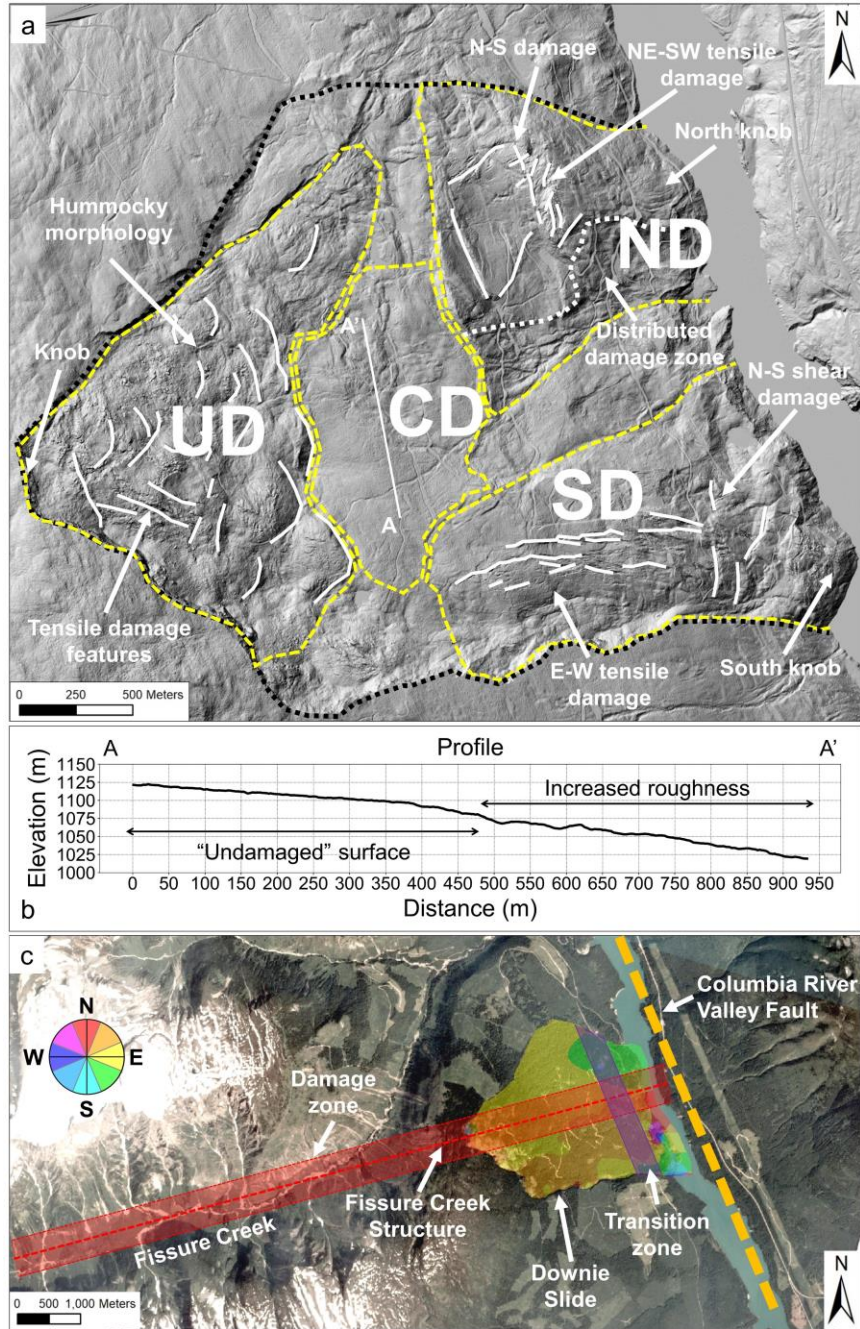 a
N
N-S damage
NE-SW tensile
damage
North knob
Hummocky
morphology
ND
Knob
A'
Distributed
damage zone
N-S shear
damage
UD
CD
SD
A
Tensile damage
features
E-W tensile
damage
South knob
0 250 500 Meters
A Profile A'
Elevation (m)
1150
1125
1100
1075
1050
1025
1000
Increased roughness
“Undamaged” surface
0 50 100 150 200 250 300 350 400 450 500 550 600 650 700 750 800 850 900 950
b
Distance (m)
c
N
W E
S
Columbia River
Valley Fault
Damage
zone
Fissure Creek
Structure
Fissure Creek
Transition
zone
Downie
Slide
0 500 1,000 Meters
N